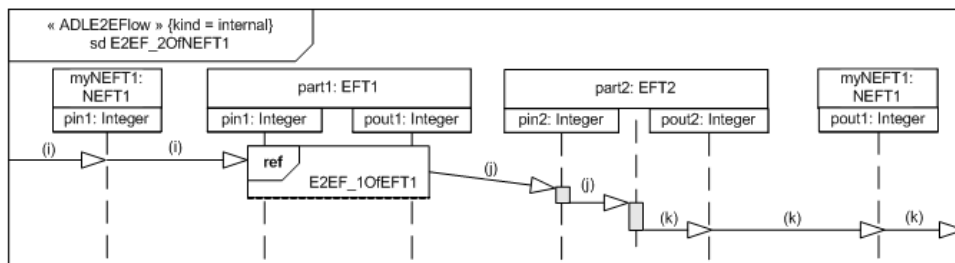 « ADLE2EFlow » {kind = internal}
sd E2EF_2OfNEFT1
myNEFT1:
NEFT1
pin1: Integer
part1: EFT1
pin1: Integer
pout1: Integer
part2: EFT2
pin2: Integer
pout2: Integer
myNEFT1:
NEFT1
pout1: Integer
(i)
(i)
ref
E2EF_1OfEFT1
(j)
(j)
(k)
(k)
(k)